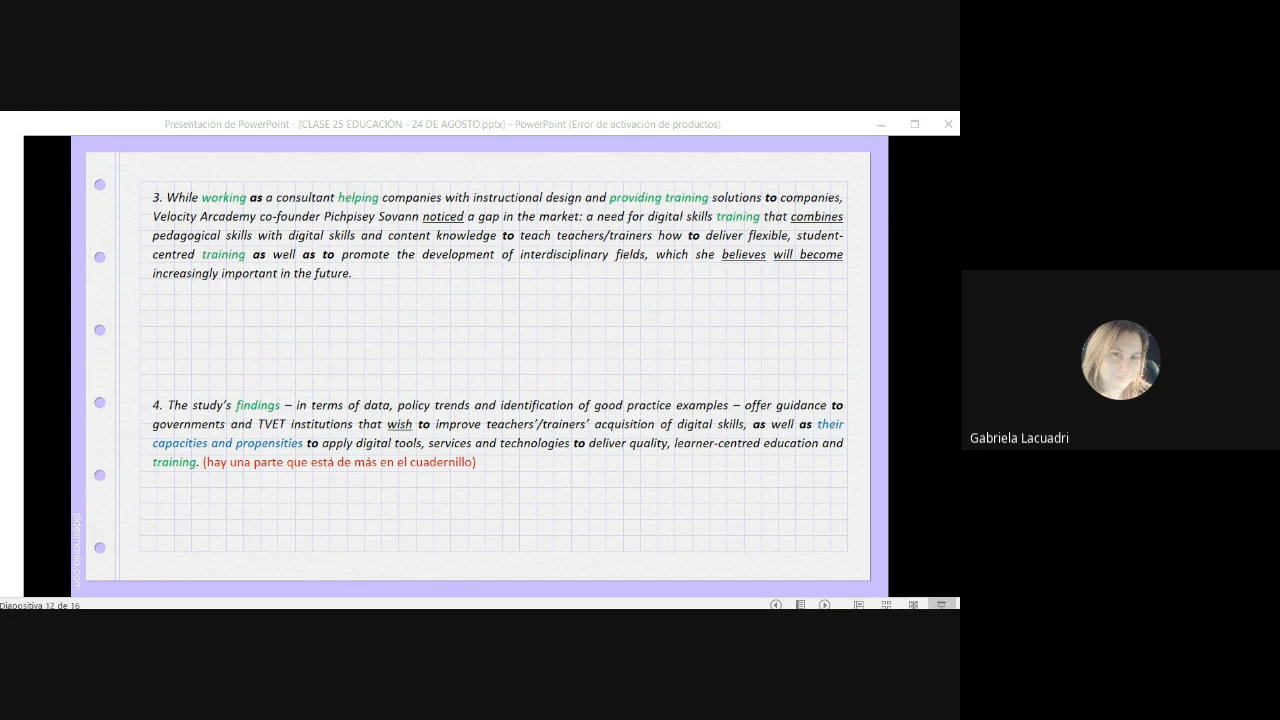 Presentación de PowerPoint - [CLASE 25 EDUCACIÓN - 24 DE AGOSTO.pptx] - PowerPoint (Error de activación de productos)
3. While working as a consultant helping companies with instructional design and providing training solutions to companies,
Velocity Arcademy co-founder Pichpisey Sovann noticed a gap in the market: a need for digital skills training that combines
pedagogical skills with digital skills and content knowledge to teach teachers/trainers how to deliver flexible, student-
centred training as well as to promote the development of interdisciplinary fields, which she believes will become
increasingly important in the future.
4. The study's findings – in terms of data, policy trends and identification of good practice examples – offer guidance to
governments and TVET institutions that wish to improve teachers'/trainers' acquisition of digital skills, as well as their
capacities and propensities to apply digital tools, services and technologies to deliver quality, learner-centred education and
training. (hay una parte que está de más en el cuadernillo)
Diapositiva 12 de 16
Gabriela Lacuadri